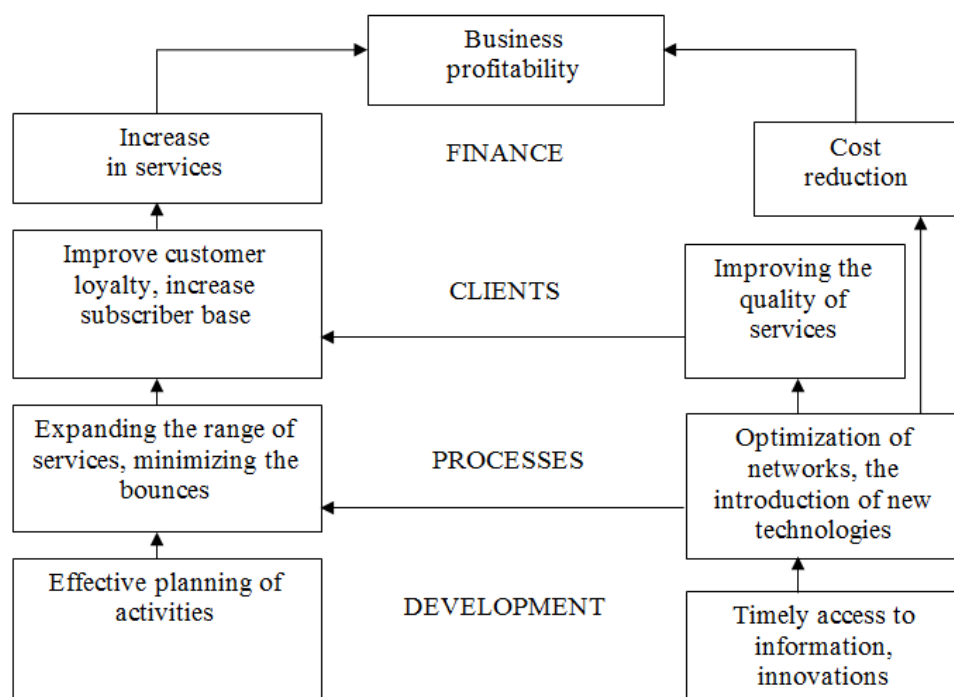 Business
profitability
Increase
in services
FINANCE
Cost
reduction
Improve customer
loyalty, increase
subscriber base
CLIENTS
Improving the
quality of
services
Expanding the range of
services, minimizing the
bounces
PROCESSES
Optimization of
networks, the
introduction of new
technologies
Effective planning of
activities
DEVELOPMENT
Timely access to
information,
innovations